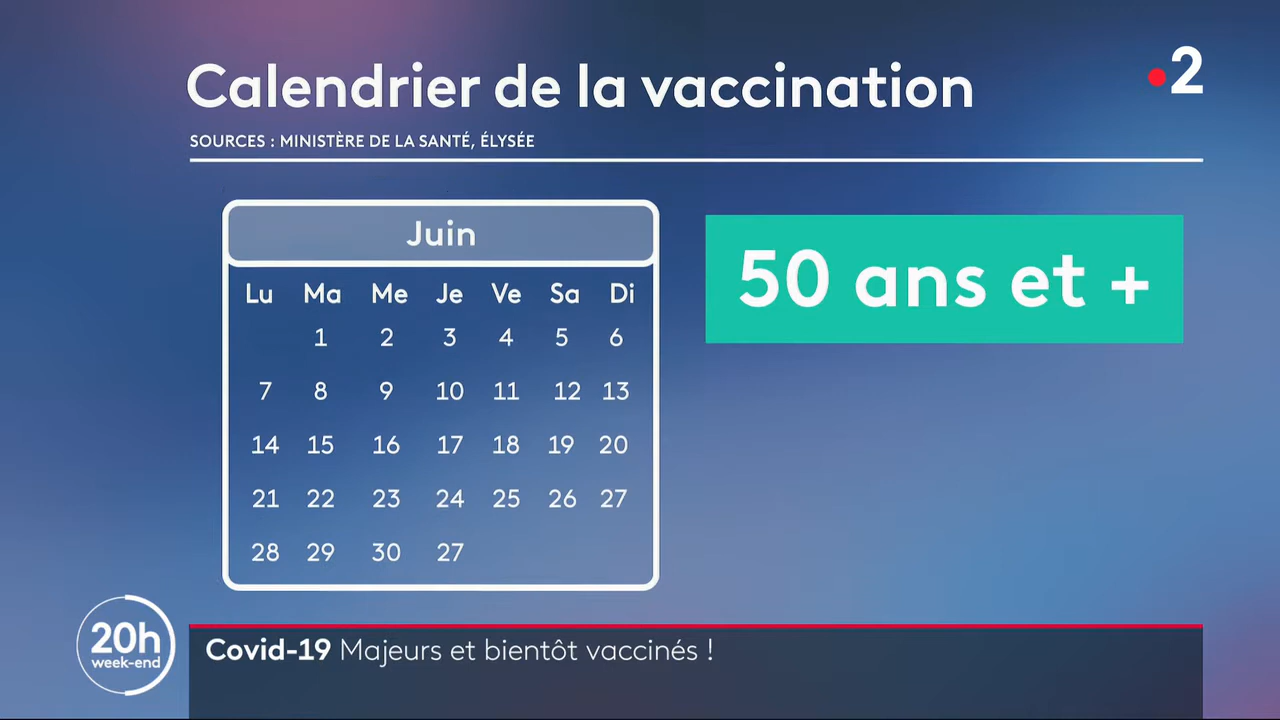 Calendrier de la vaccination
2
SOURCES : MINISTÈRE DE LA SANTÉ, ÉLYSÉE
Juin
Lu Ma Me Je Ve Sa Di
1 2 3 4 5 6
7 8 9 10 11 12 13
14 15 16 17 18 19 20
21 22 23 24 25 26 27
28 29 30 27
50 ans et +
20h
week-end
Covid-19 Majeurs et bientôt vaccinés !